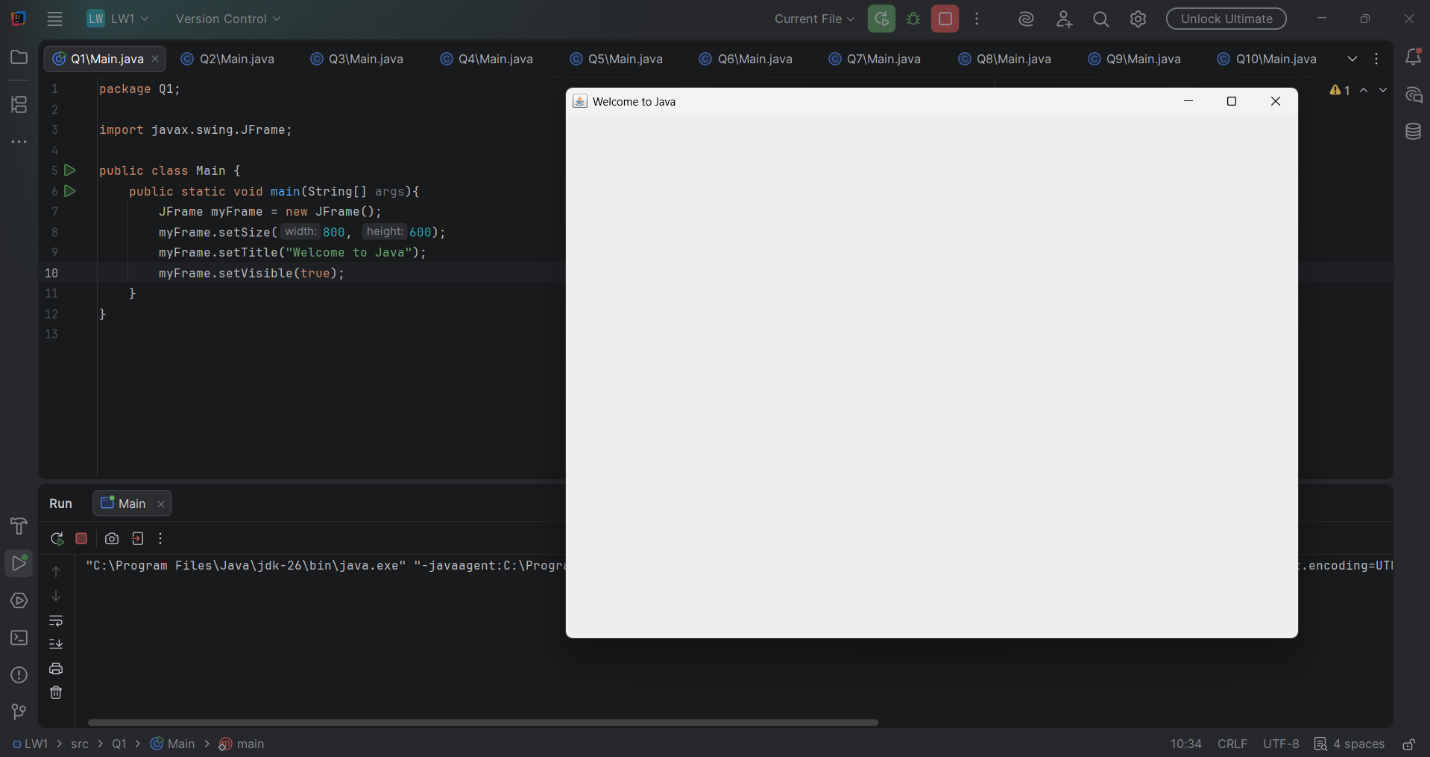 LW LW1 Version Control Current File Unlock Ultimate
Q1\Main.java Q2\Main.java Q3\Main.java Q4\Main.java Q5\Main.java Q6\Main.java Q7\Main.java Q8\Main.java Q9\Main.java Q10\Main.java
1 package Q1;
1
2
3 import javax.swing.JFrame;
4
5 public class Main {
6 public static void main(String[] args){
7 JFrame myFrame = new JFrame();
8 myFrame.setSize( width: 800, height: 600);
9 myFrame.setTitle("Welcome to Java");
10 myFrame.setVisible(true);
11 }
12 }
13
Welcome to Java
Run Main
"C:\Program Files\Java\jdk-26\bin\java.exe" "-javaagent:C:\Progra
.encoding=UT
LW1 > src > Q1 > Main > main 10:34 CRLF UTF-8 4 spaces